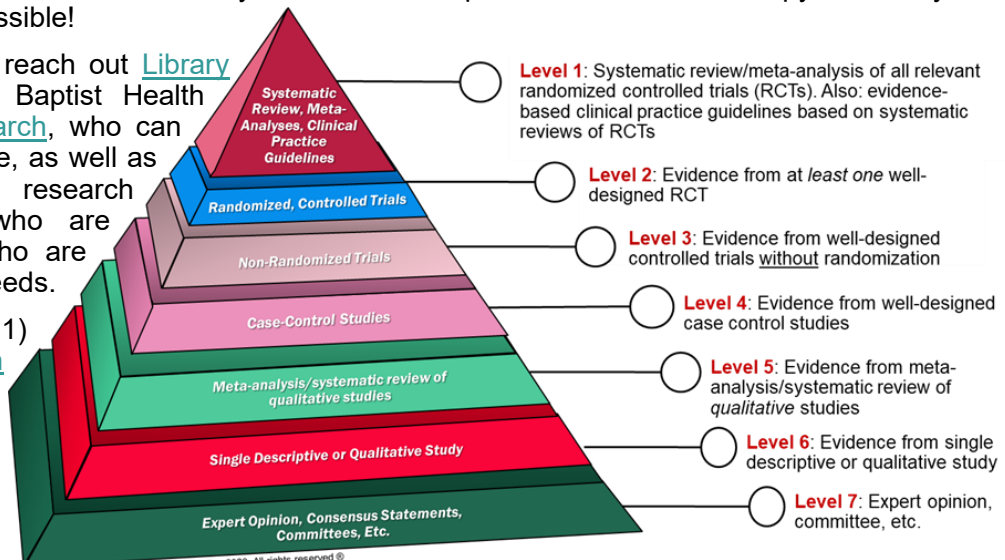 ssible!
reach out Library
Baptist Health
arch, who can
e, as well as
research
who are
ho are
eeds.
1)
Systematic
Review, Meta-
Analyses, Clinical
Practice
Guidelines
Randomized, Controlled Trials
Non-Randomized Trials
Case-Control Studies
Meta-analysis/systematic review of
qualitative studies
Single Descriptive or Qualitative Study
Expert Opinion, Consensus Statements,
Committees, Etc.
All rights reserved ®
Level 1: Systematic review/meta-analysis of all relevant
randomized controlled trials (RCTs). Also: evidence-
based clinical practice guidelines based on systematic
reviews of RCTs
Level 2: Evidence from at least one well-
designed RCT
Level 3: Evidence from well-designed
controlled trials without randomization
Level 4: Evidence from well-designed
case control studies
Level 5: Evidence from meta-
analysis/systematic review of
qualitative studies
Level 6: Evidence from single
descriptive or qualitative study
Level 7: Expert opinion,
committee, etc.